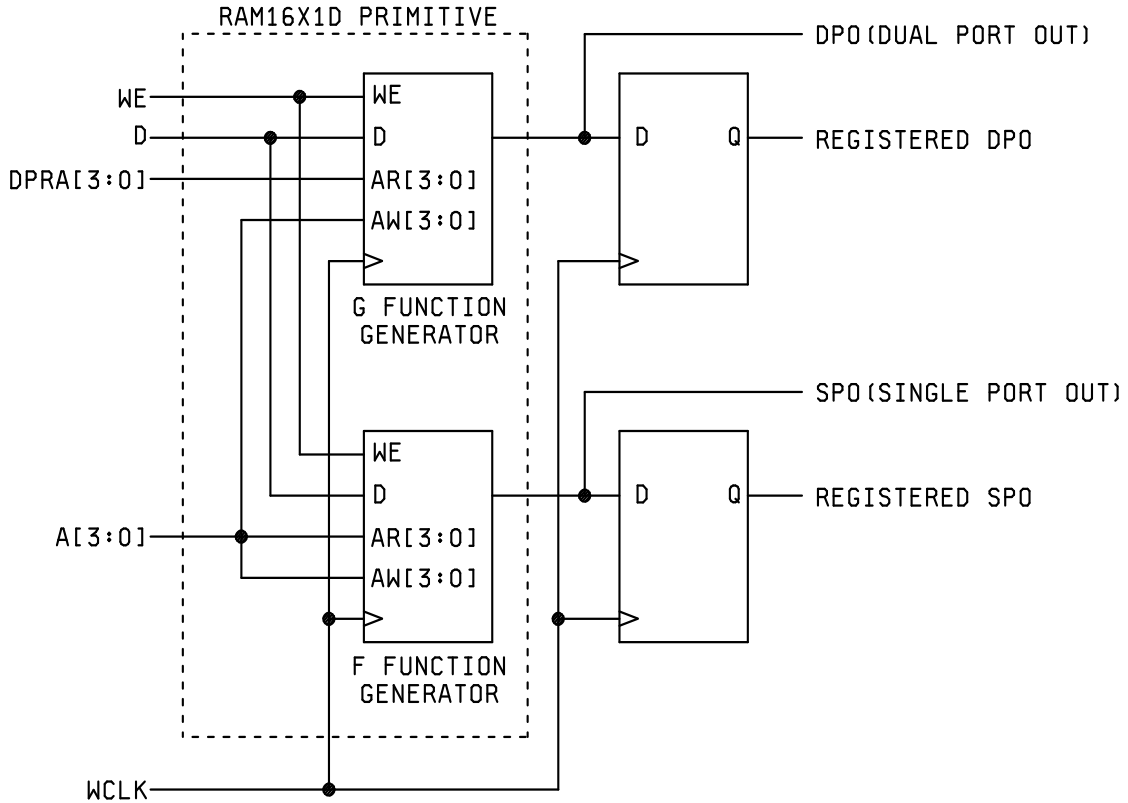 RAM16X1D PRIMITIVE
DPO(DUAL PORT OUT)
WE
WE
D
D
D
Q
REGISTERED DPO
DPRA[3:0]
AR[3:0]
AW[3:0]
G FUNCTION
GENERATOR
SPO(SINGLE PORT OUT)
WE
D
D
Q
REGISTERED SPO
A[3:0]
AR[3:0]
AW[3:0]
F FUNCTION
GENERATOR
WCLK